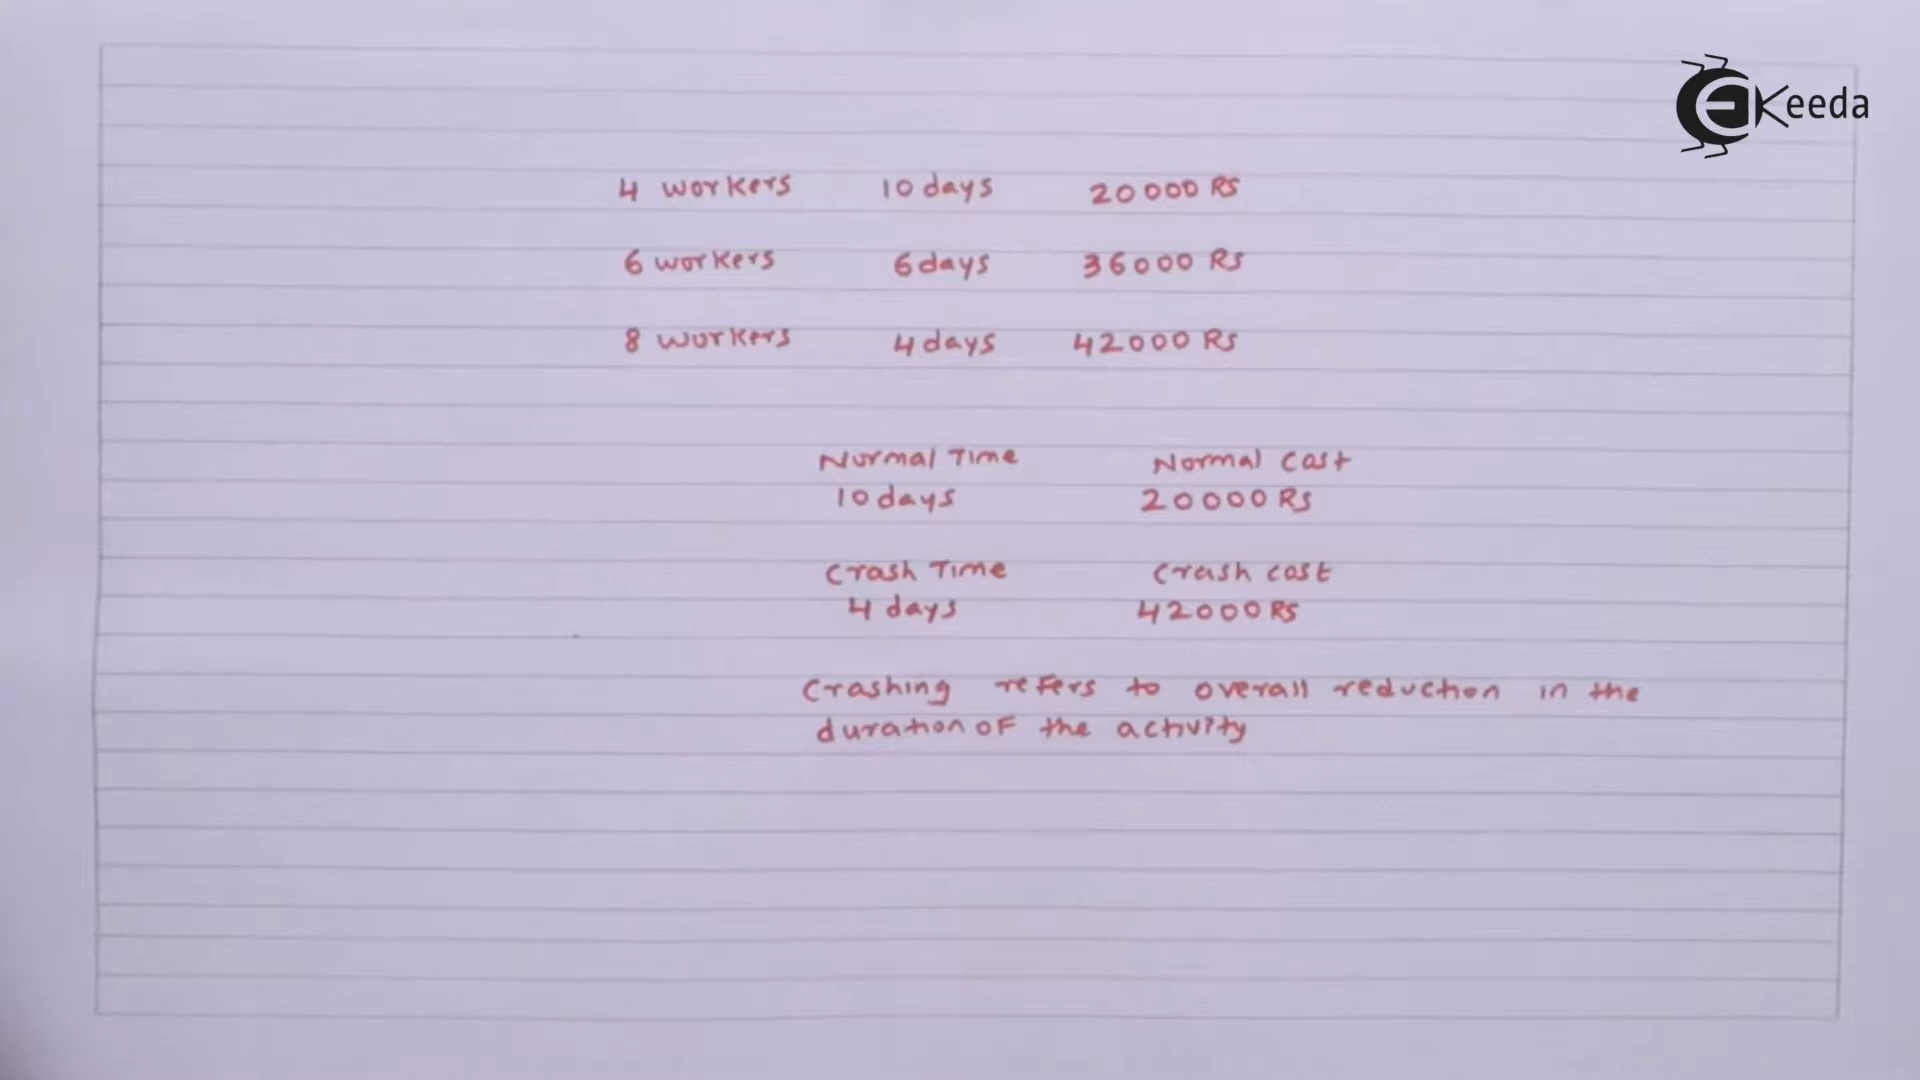 EKeeda
4 workers 10 days 20000 Rs
6 workers 6 days 36000 Rs
8 workers 4 days 42000 Rs
Normal Time Normal Cost
10 days 20000 Rs
Crash Time Crash cost
4 days 42000 Rs
Crashing refers to overall reduction in the
duration of the activity